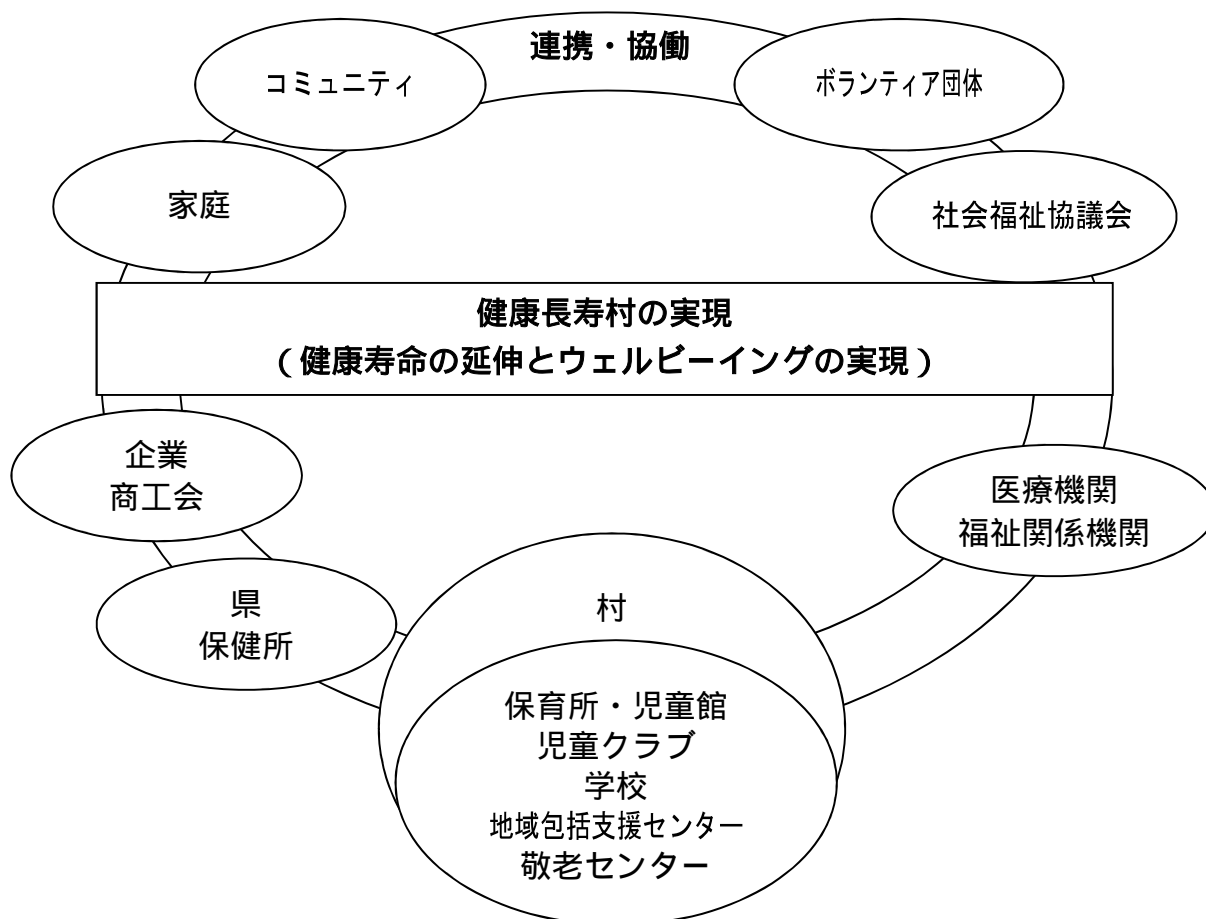 連携・協働
コミュニティ
ボランティア団体
家庭
社会福祉協議会
健康長寿村の実現
（健康寿命の延伸とウェルビーイングの実現）
企業
商工会
医療機関
福祉関係機関
県
保健所
村
保育所・児童館
児童クラブ
学校
地域包括支援センター
敬老センター